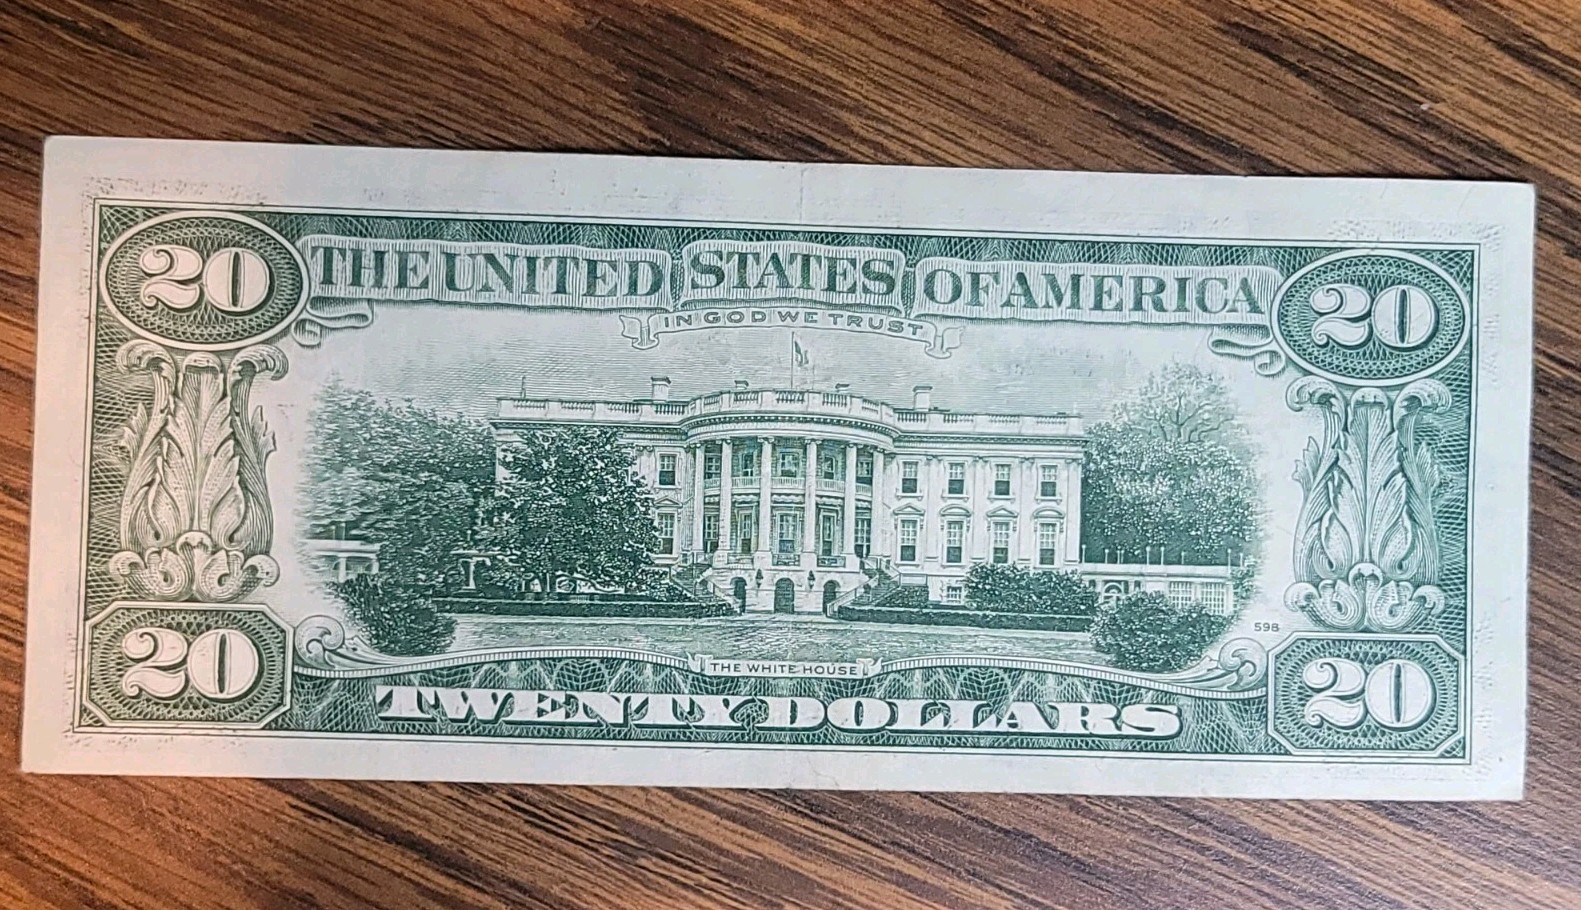 20 THE UNITED STATES OF AMERICA 20
IN GOD WE TRUST
598
THE WHITE HOUSE
20 TWENTY DOLLARS 20